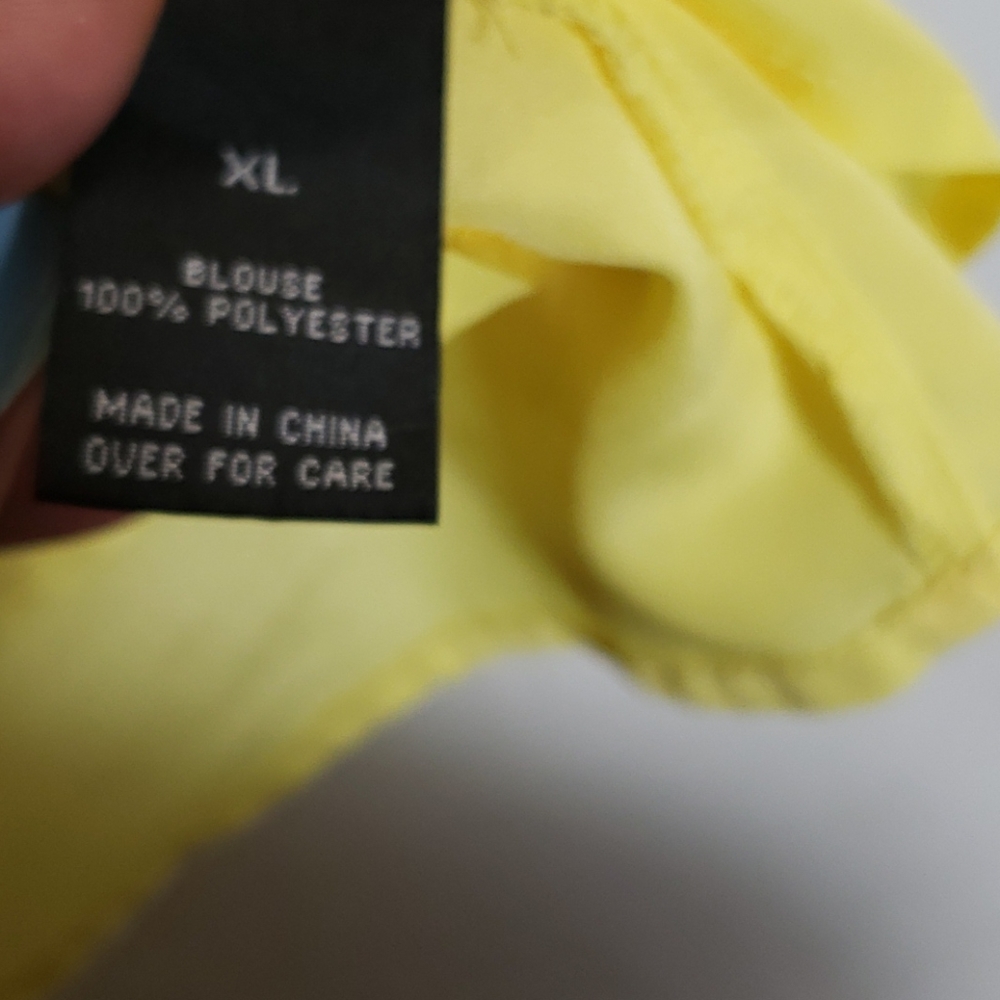 XL
BLOUSE
100% POLYESTER
MADE IN CHINA
OVER FOR CARE